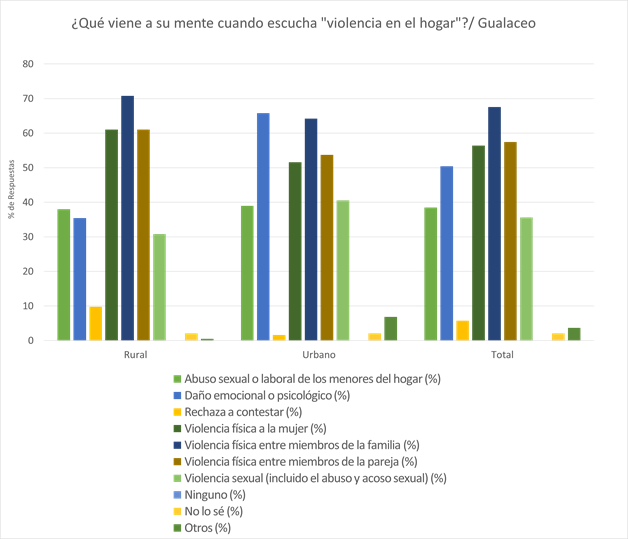 ¿Qué viene a su mente cuando escucha "violencia en el hogar"?/ Gualaceo
80
70
60
50
40
30
20
10
0
% de Respuestas
Rural Urbano Total
Abuso sexual o laboral de los menores del hogar (%)
Daño emocional o psicológico (%)
Rechaza a contestar (%)
Violencia física a la mujer (%)
Violencia física entre miembros de la familia (%)
Violencia física entre miembros de la pareja (%)
Violencia sexual (incluido el abuso y acoso sexual) (%)
Ninguno (%)
No lo sé (%)
Otros (%)